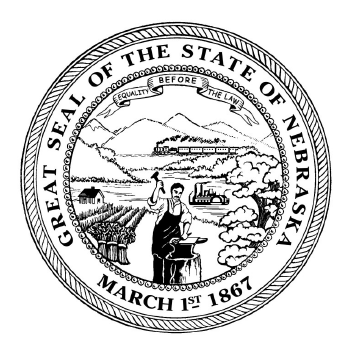 GREAT SEAL OF THE STATE OF NEBRASKA
EQUALITY BEFORE THE LAW
MARCH 1ST 1867